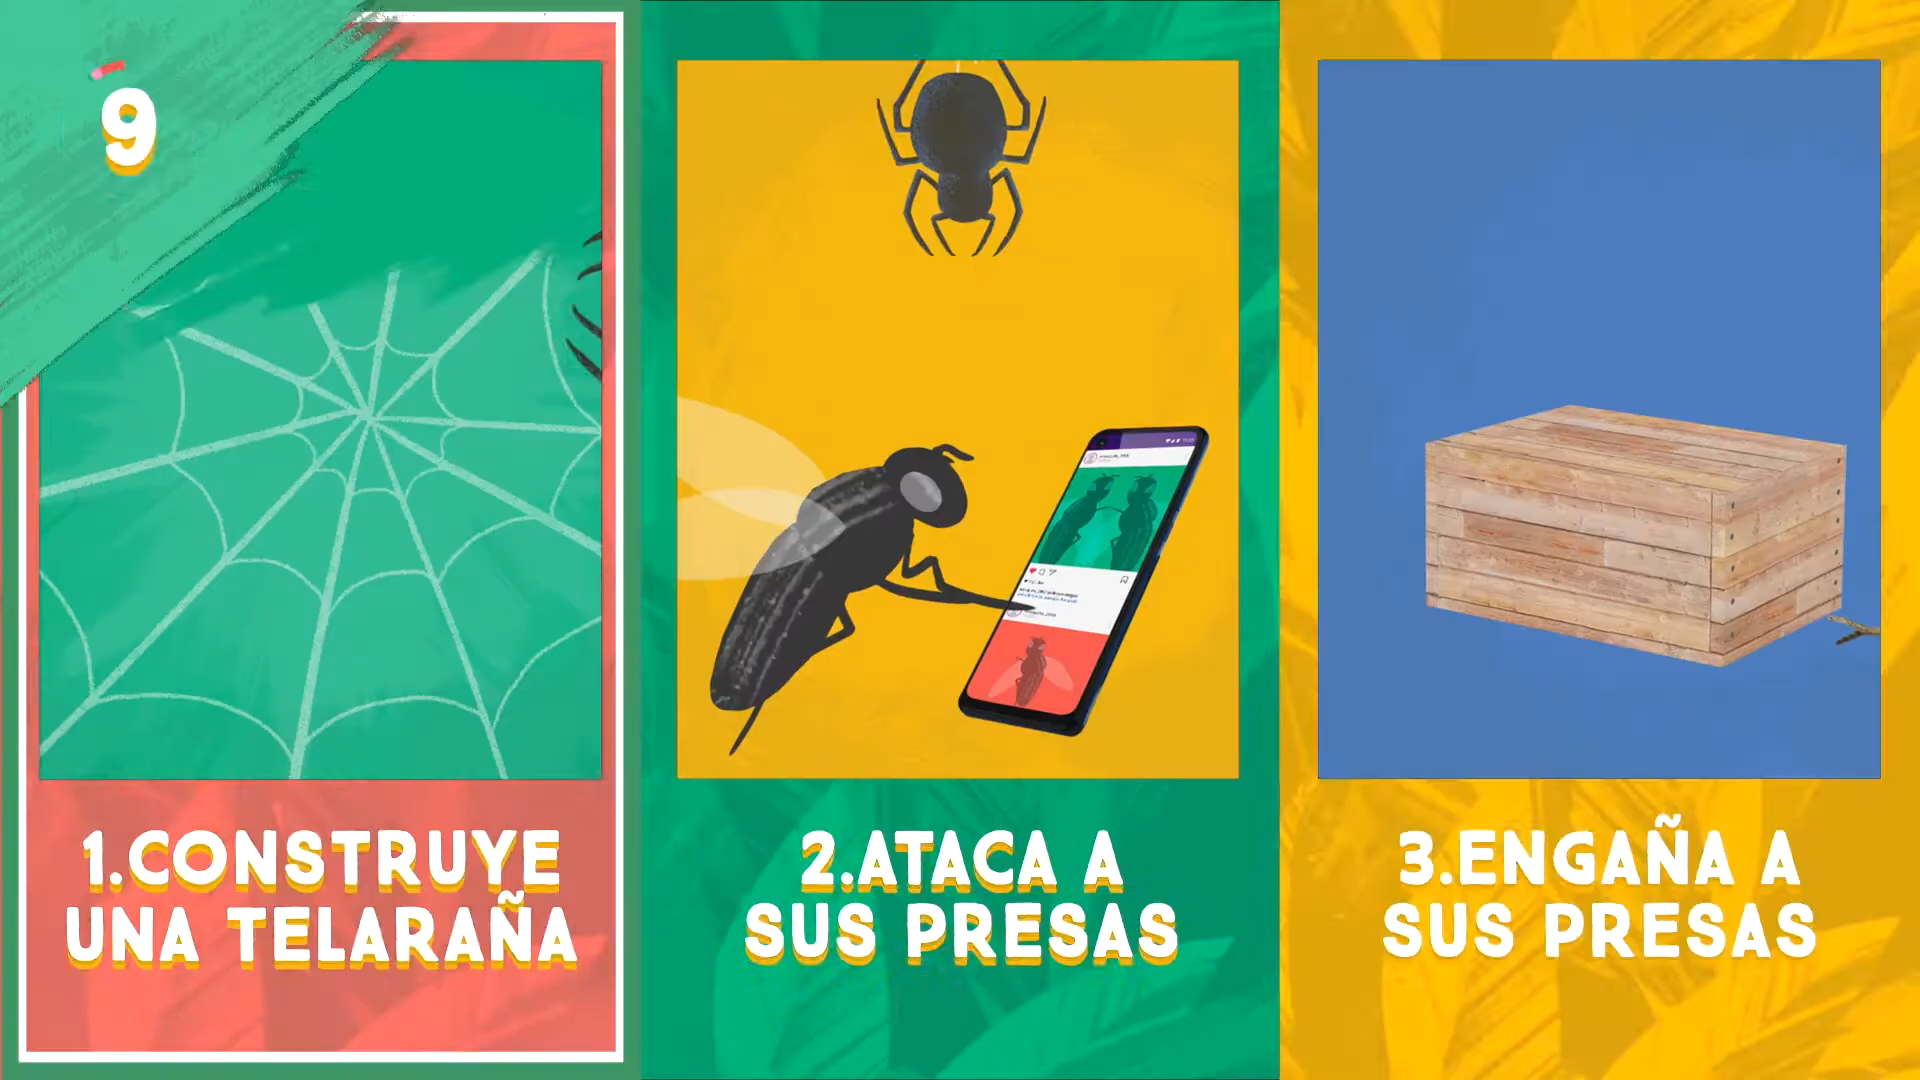 9
1.CONSTRUYE
UNA TELARAÑA
2.ATACA A
SUS PRESAS
3.ENGAÑA A
SUS PRESAS